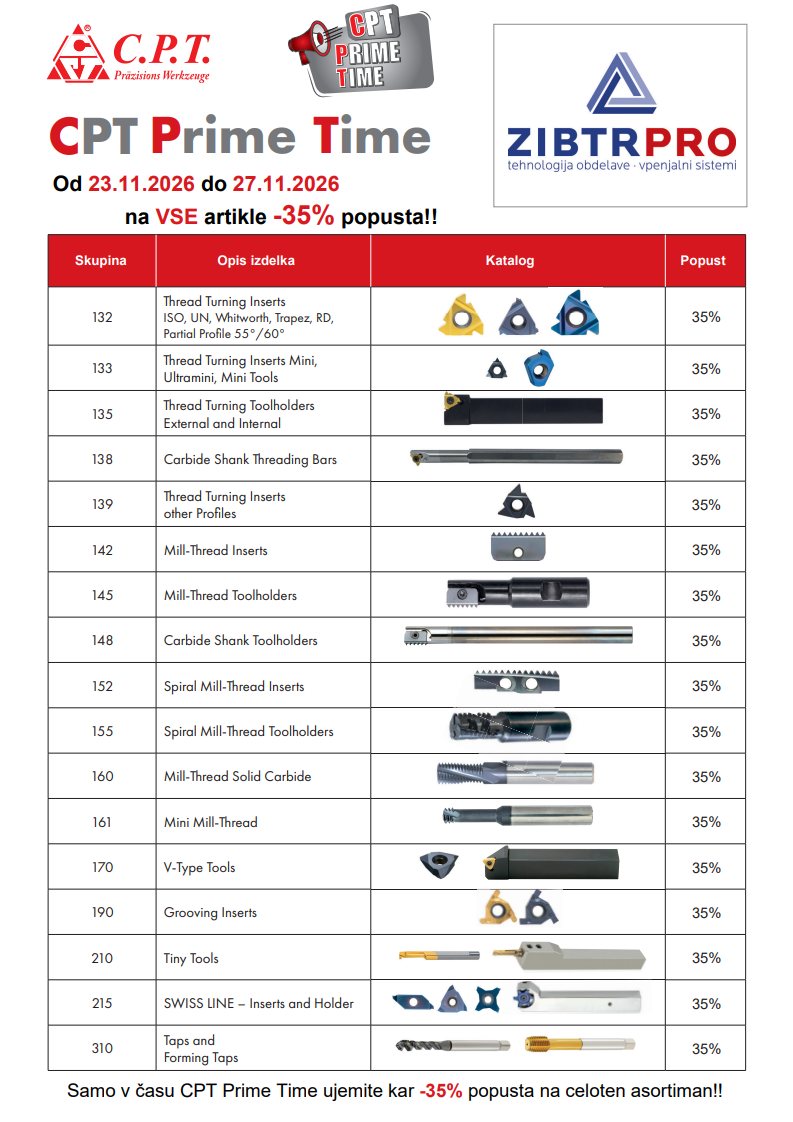 C.P.T.®
Präzisions Werkzeuge
CPT
PRIME
TIME
CPT Prime Time
ZIBTRPRO
tehnologija obdelave · vpenjalni sistemi
Od 23.11.2026 do 27.11.2026
na VSE artikle -35% popusta!!
Skupina Opis izdelka Katalog Popust
132 Thread Turning Inserts 35%
ISO, UN, Whitworth, Trapez, RD,
Partial Profile 55°/60°
133 Thread Turning Inserts Mini, 35%
Ultramini, Mini Tools
135 Thread Turning Toolholders 35%
External and Internal
138 Carbide Shank Threading Bars 35%
139 Thread Turning Inserts 35%
other Profiles
142 Mill-Thread Inserts 35%
145 Mill-Thread Toolholders 35%
148 Carbide Shank Toolholders 35%
152 Spiral Mill-Thread Inserts 35%
155 Spiral Mill-Thread Toolholders 35%
160 Mill-Thread Solid Carbide 35%
161 Mini Mill-Thread 35%
170 V-Type Tools 35%
190 Grooving Inserts 35%
210 Tiny Tools 35%
215 SWISS LINE – Inserts and Holder 35%
310 Taps and 35%
Forming Taps
Samo v času CPT Prime Time ujemite kar -35% popusta na celoten asortiman!!